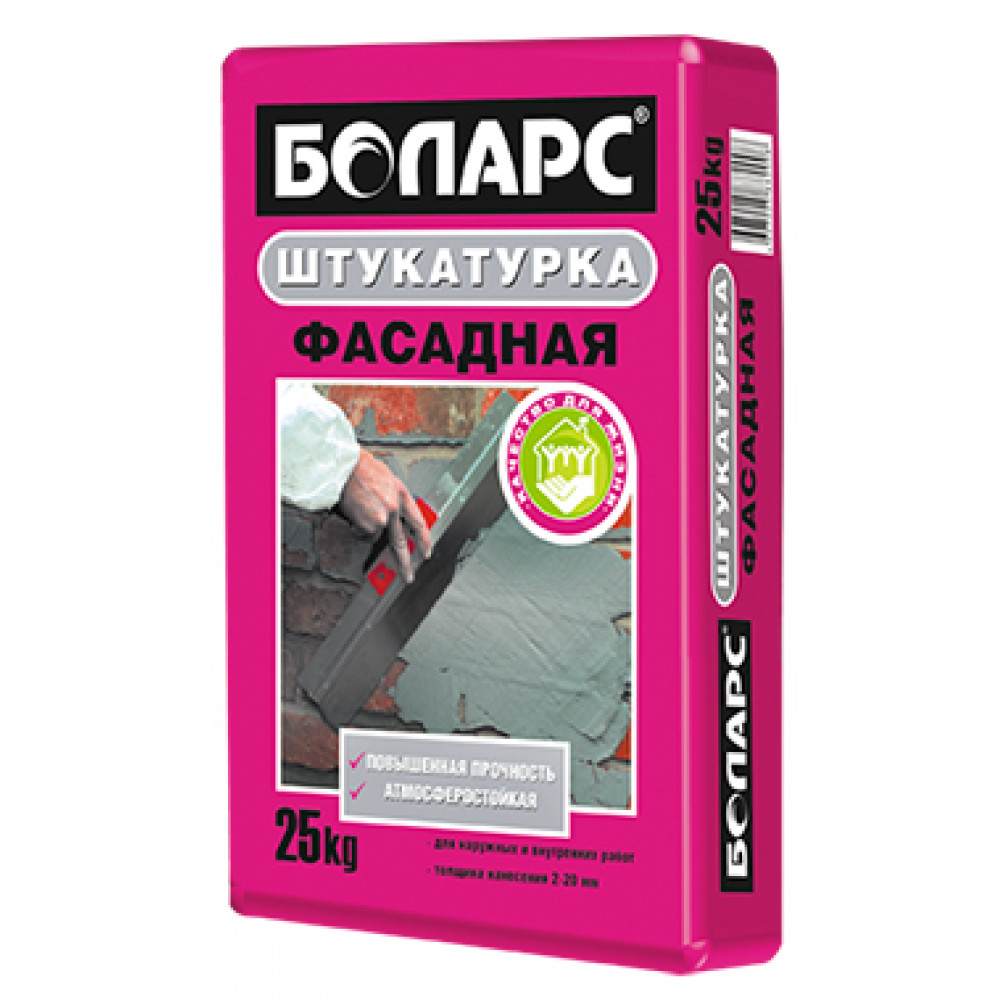 БОЛАРС®
ШТУКАТУРКА
ФАСАДНАЯ
·КАЧЕСТВО ДЛЯ ЖИЗНИ·
ПОВЫШЕННАЯ ПРОЧНОСТЬ
АТМОСФЕРОСТОЙКАЯ
25kg
- для наружных и внутренних работ
- толщина нанесения 2-20 мм
25kg
ШТУКАТУРКА
ФАСАДНАЯ
БОЛАРС®